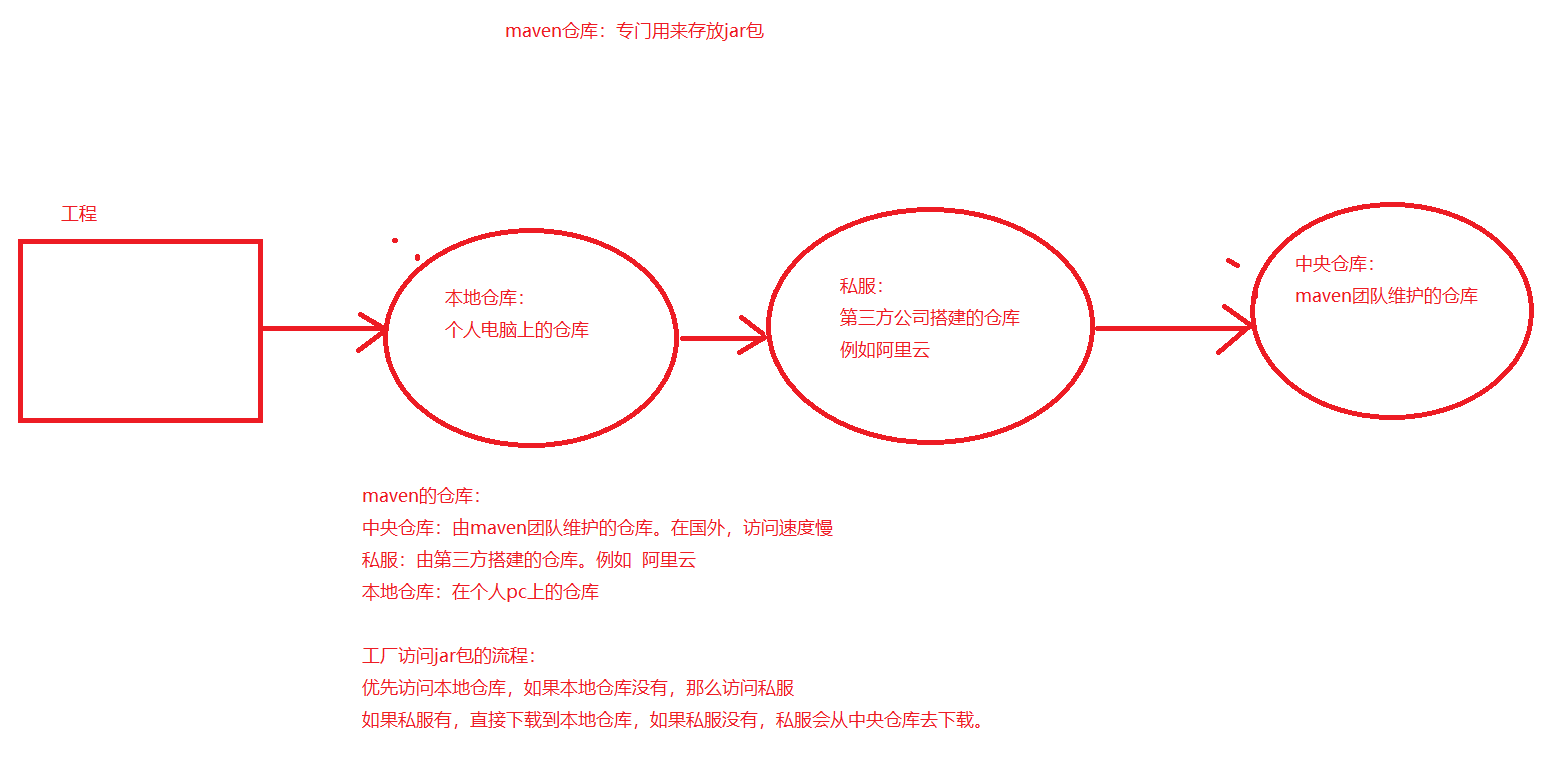 maven仓库：专门用来存放jar包
工程
本地仓库：
个人电脑上的仓库
私服：
第三方公司搭建的仓库
例如阿里云
中央仓库：
maven团队维护的仓库
maven的仓库：
中央仓库：由maven团队维护的仓库。在国外，访问速度慢
私服：由第三方搭建的仓库。例如  阿里云
本地仓库：在个人pc上的仓库
工厂访问jar包的流程：
优先访问本地仓库，如果本地仓库没有，那么访问私服
如果私服有，直接下载到本地仓库，如果私服没有，私服会从中央仓库去下载。